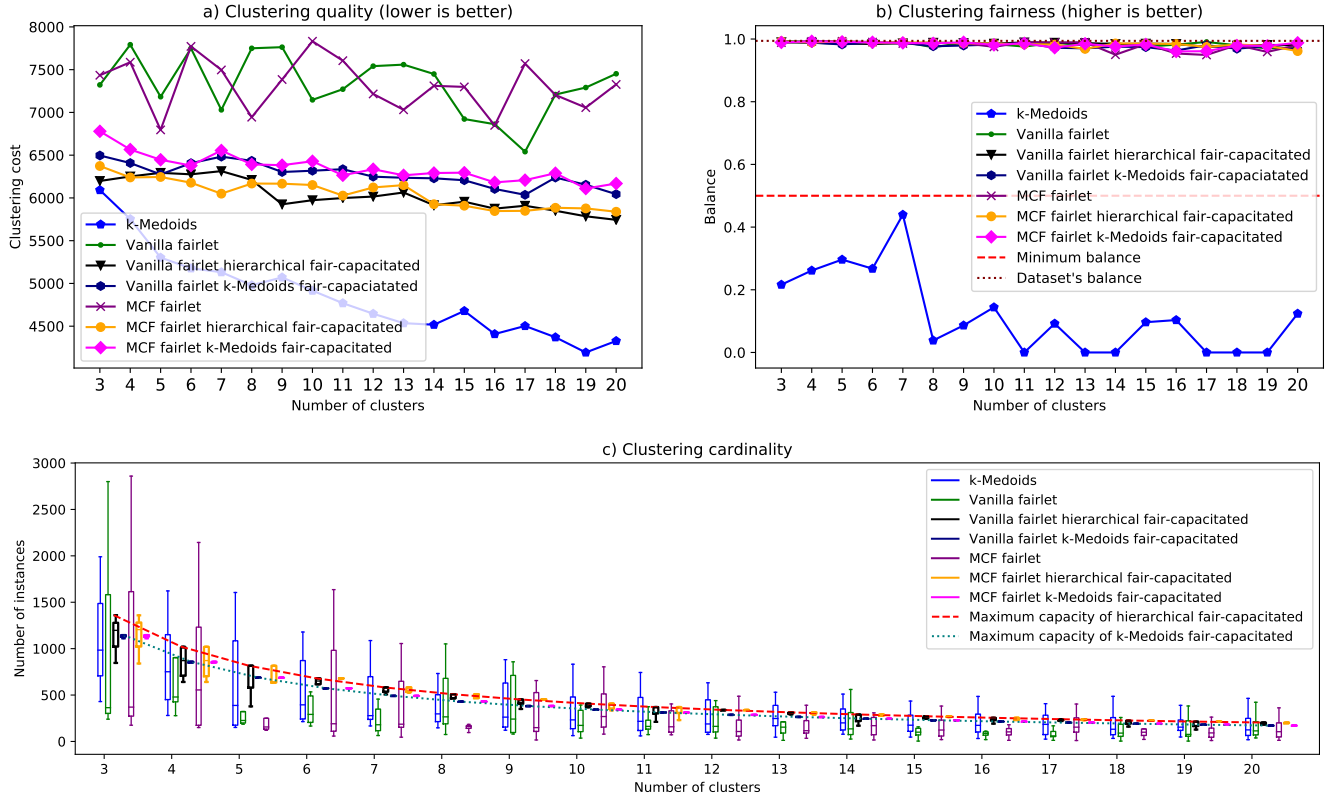 a) Clustering quality (lower is better)
8000
7500
7000
6500
6000
5500
5000
4500
Clustering cost
k-Medoids
Vanilla fairlet
Vanilla fairlet hierarchical fair-capacitated
Vanilla fairlet k-Medoids fair-capaciatated
MCF fairlet
MCF fairlet hierarchical fair-capacitated
MCF fairlet k-Medoids fair-capacitated
3 4 5 6 7 8 9 10 11 12 13 14 15 16 17 18 19 20
Number of clusters
b) Clustering fairness (higher is better)
1.0
0.8
0.6
0.4
0.2
0.0
Balance
k-Medoids
Vanilla fairlet
Vanilla fairlet hierarchical fair-capacitated
Vanilla fairlet k-Medoids fair-capaciatated
MCF fairlet
MCF fairlet hierarchical fair-capacitated
MCF fairlet k-Medoids fair-capacitated
Minimum balance
Dataset's balance
3 4 5 6 7 8 9 10 11 12 13 14 15 16 17 18 19 20
Number of clusters
c) Clustering cardinality
3000
2500
2000
1500
1000
500
0
Number of instances
k-Medoids
Vanilla fairlet
Vanilla fairlet hierarchical fair-capacitated
Vanilla fairlet k-Medoids fair-capacitated
MCF fairlet
MCF fairlet hierarchical fair-capacitated
MCF fairlet k-Medoids fair-capacitated
Maximum capacity of hierarchical fair-capacitated
Maximum capacity of k-Medoids fair-capacitated
3 4 5 6 7 8 9 10 11 12 13 14 15 16 17 18 19 20
Number of clusters